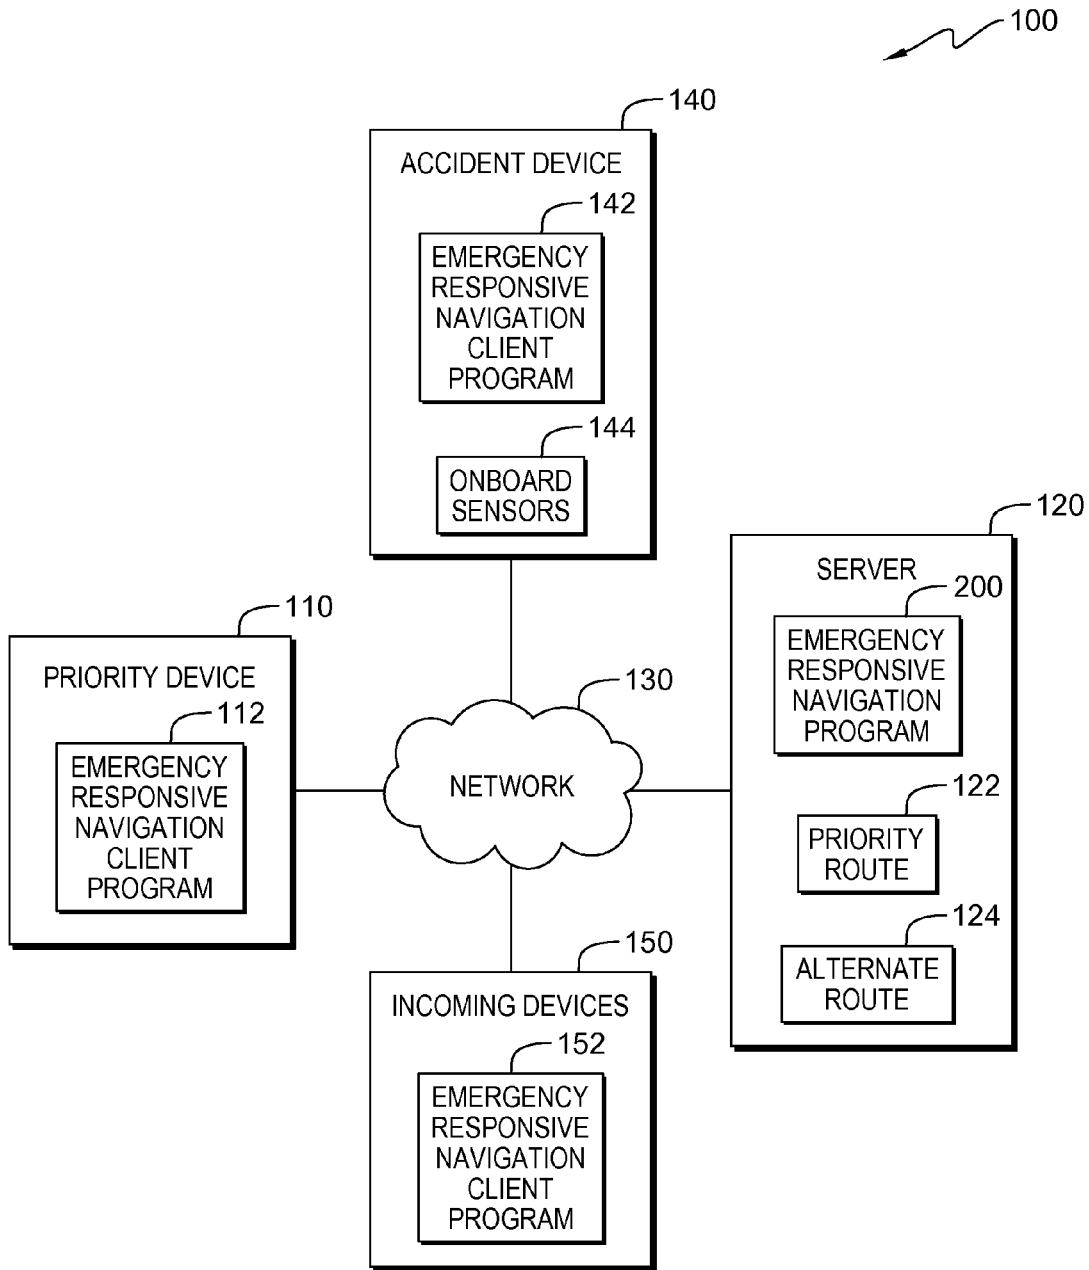 100
140
ACCIDENT DEVICE
142
EMERGENCY
RESPONSIVE
NAVIGATION
CLIENT
PROGRAM
144
ONBOARD
SENSORS
120
SERVER
200
EMERGENCY
RESPONSIVE
NAVIGATION
PROGRAM
122
PRIORITY
ROUTE
124
ALTERNATE
ROUTE
110
PRIORITY DEVICE
112
EMERGENCY
RESPONSIVE
NAVIGATION
CLIENT
PROGRAM
130
NETWORK
150
INCOMING DEVICES
152
EMERGENCY
RESPONSIVE
NAVIGATION
CLIENT
PROGRAM